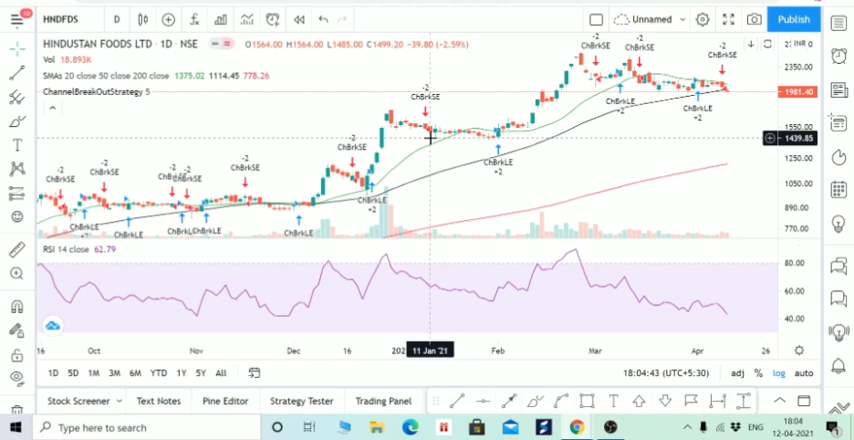 HNDFDS D Unnamed Publish
HINDUSTAN FOODS LTD · 1D · NSE O1564.00 H1564.00 L1485.00 C1499.20 -39.80 (-2.59%)
Vol 18.893K
SMAs 20 close 50 close 200 close 1375.02 1114.45 778.26
ChannelBreakOutStrategy 5
INR
2350.00
1981.40
1550.00
1439.85
1250.00
1050.00
890.00
770.00
-2
ChBrkSE
-2
ChBrkSE
-2
ChBrkSE
-2
ChBrkSE
-2
ChBrkSE
-2
ChBrkSE
-2
ChBrkSE
-2
ChBrkSE
ChBrkLE
+2
ChBrkLE
+2
ChBrkLE
+2
ChBrkLE
+2
ChBrkLE
ChBrkLE
ChBrkLE
RSI 14 close 62.79
80.00
60.00
40.00
16 Oct Nov Dec 16 202 11 Jan '21 Feb Mar Apr 26
1D 5D 1M 3M 6M YTD 1Y 5Y All 18:04:43 (UTC+5:30) adj % log auto
Stock Screener Text Notes Pine Editor Strategy Tester Trading Panel
Type here to search ENG 18:04
12-04-2021